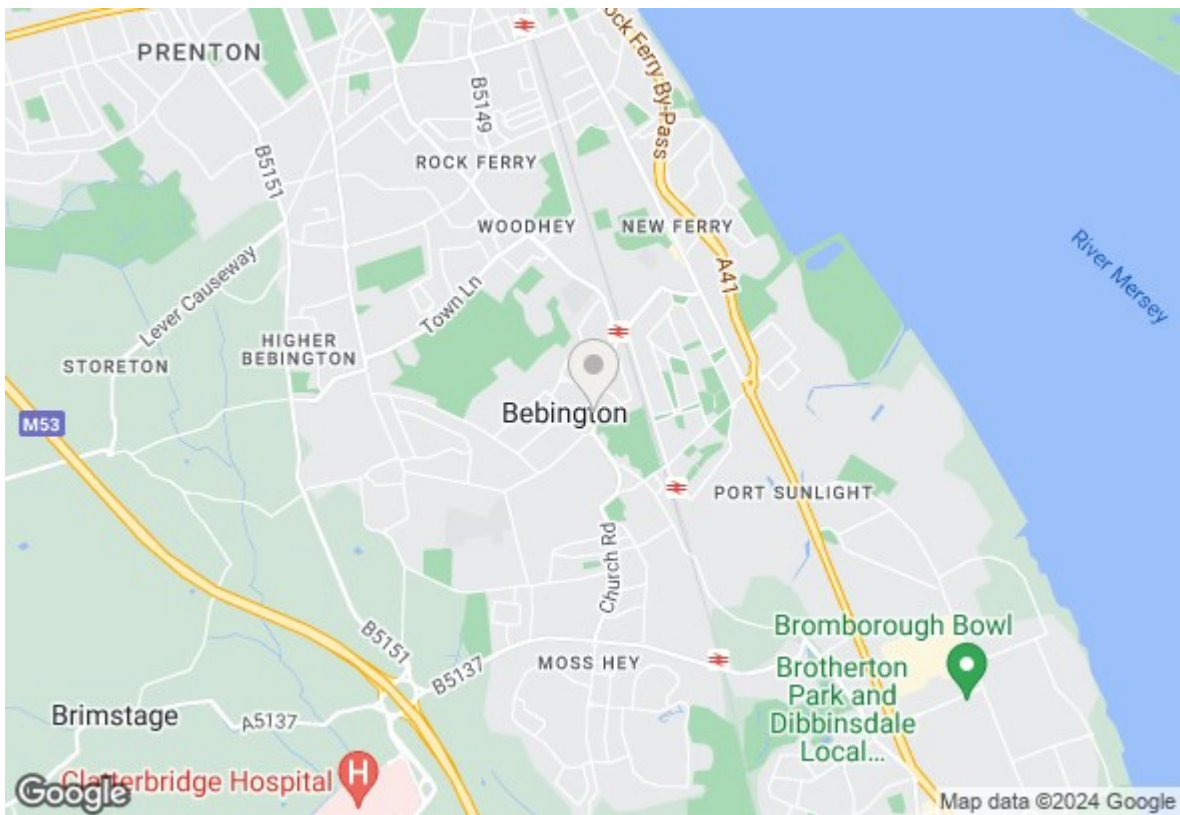 ock Ferry By-Pass
PRENTON
B5149
ROCK FERRY
B5151
WOODHEY
NEW FERRY
A41
River Mersey
Lever Causeway
Town Ln
HIGHER
BEBINGTON
STORETON
M53
Bebington
PORT SUNLIGHT
Church Rd
Bromborough Bowl
B5151
B5137
MOSS HEY
Brotherton
Park and
Dibbinsdale
Local...
Brimstage
A5137
Clatterbridge Hospital
H
Google
Map data ©2024 Google